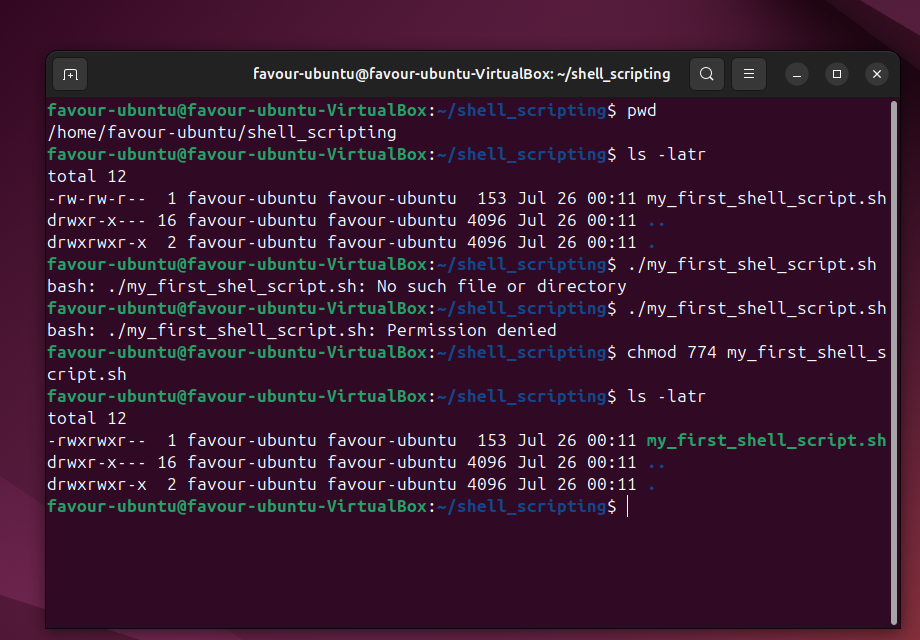 favour-ubuntu@favour-ubuntu-VirtualBox: ~/shell_scripting
favour-ubuntu@favour-ubuntu-VirtualBox:~/shell_scripting$ pwd
/home/favour-ubuntu/shell_scripting
favour-ubuntu@favour-ubuntu-VirtualBox:~/shell_scripting$ ls -latr
total 12
-rw-rw-r--  1 favour-ubuntu favour-ubuntu  153 Jul 26 00:11 my_first_shell_script.sh
drwxr-x--- 16 favour-ubuntu favour-ubuntu 4096 Jul 26 00:11 ..
drwxrwxr-x  2 favour-ubuntu favour-ubuntu 4096 Jul 26 00:11 .
favour-ubuntu@favour-ubuntu-VirtualBox:~/shell_scripting$ ./my_first_shel_script.sh
bash: ./my_first_shel_script.sh: No such file or directory
favour-ubuntu@favour-ubuntu-VirtualBox:~/shell_scripting$ ./my_first_shell_script.sh
bash: ./my_first_shell_script.sh: Permission denied
favour-ubuntu@favour-ubuntu-VirtualBox:~/shell_scripting$ chmod 774 my_first_shell_s
cript.sh
favour-ubuntu@favour-ubuntu-VirtualBox:~/shell_scripting$ ls -latr
total 12
-rwxrwxr--  1 favour-ubuntu favour-ubuntu  153 Jul 26 00:11 my_first_shell_script.sh
drwxr-x--- 16 favour-ubuntu favour-ubuntu 4096 Jul 26 00:11 ..
drwxrwxr-x  2 favour-ubuntu favour-ubuntu 4096 Jul 26 00:11 .
favour-ubuntu@favour-ubuntu-VirtualBox:~/shell_scripting$